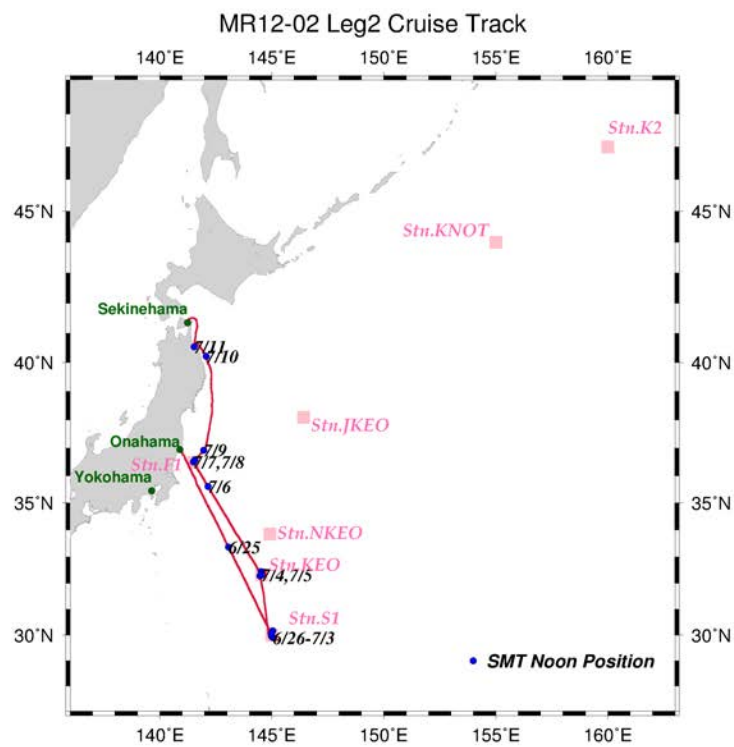 MR12-02 Leg2 Cruise Track
140˚E 145˚E 150˚E 155˚E 160˚E
Stn.K2
45˚N 45˚N
Stn.KNOT
Sekinehama
7/11
7/10
40˚N 40˚N
Stn.JKEO
Onahama
7/9
Stn.F1
7/7,7/8
Yokohama
7/6
35˚N 35˚N
Stn.NKEO
6/25
Stn.KEO
7/4,7/5
Stn.S1
30˚N 30˚N
6/26-7/3
SMT Noon Position
140˚E 145˚E 150˚E 155˚E 160˚E